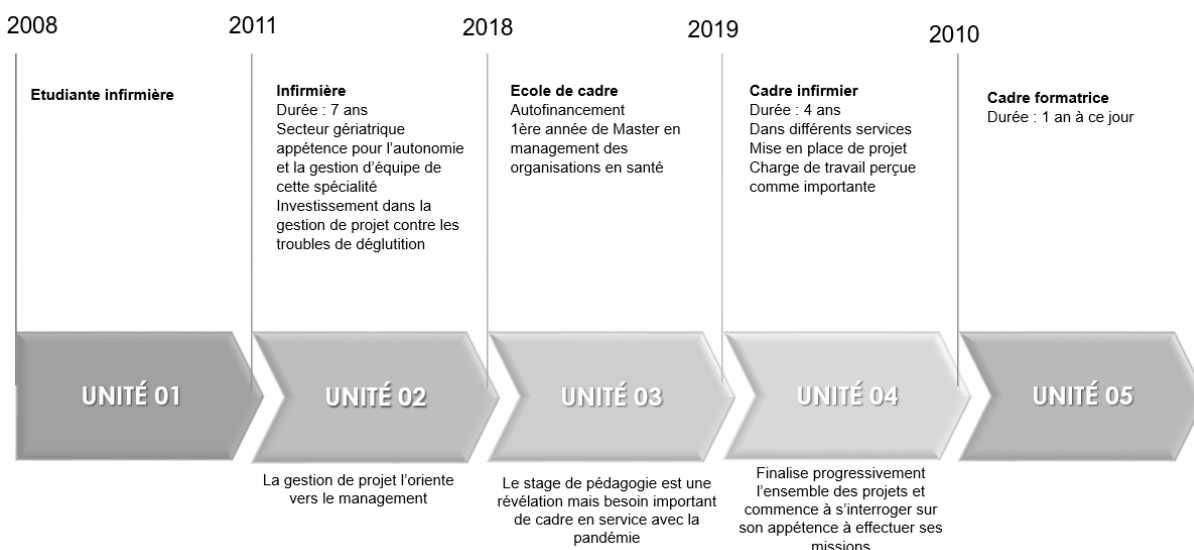 2008
2011
2018
2019
2010
Etudiante infirmière
Infirmière
Durée : 7 ans
Secteur gériatrique
appétence pour l'autonomie
et la gestion d'équipe de
cette spécialité
Investissement dans la
gestion de projet contre les
troubles de déglutition
Ecole de cadre
Autofinancement
1ère année de Master en
management des
organisations en santé
Cadre infirmier
Durée : 4 ans
Dans différents services
Mise en place de projet
Charge de travail perçue
comme importante
Cadre formatrice
Durée : 1 an à ce jour
UNITÉ 01
UNITÉ 02
UNITÉ 03
UNITÉ 04
UNITÉ 05
La gestion de projet l'oriente
vers le management
Le stage de pédagogie est une
révélation mais besoin important
de cadre en service avec la
pandémie
Finalise progressivement
l'ensemble des projets et
commence à s'interroger sur
son appétence à effectuer ses
missions